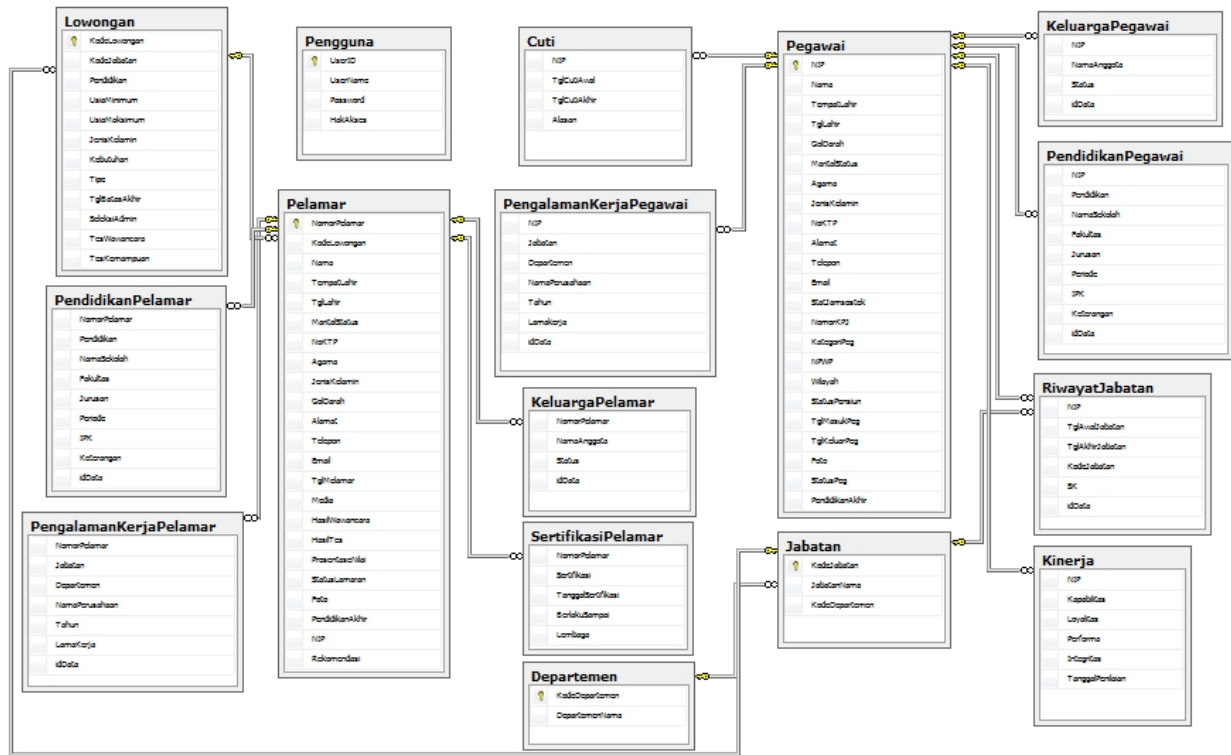 Lowongan
KodeLowongan
KodeJabatan
Pendidikan
UsiaMinimum
UsiaMaksimum
JenisKelamin
Kebutuhan
Tipe
TglBatasAkhir
SeleksiAdmin
TesWawancara
TesKemampuan
Pengguna
UserID
UserName
Password
HakAkses
Cuti
NIP
TglCutiAwal
TglCutiAkhir
Alasan
Pegawai
NIP
Nama
TempatLahir
TglLahir
GolDarah
MaritalStatus
Agama
JenisKelamin
NoKTP
Alamat
Telepon
Email
StatJamsostek
NomorKPJ
KategoriPeg
NPWP
Wilayah
StatusPensiun
TglMasukPeg
TglKeluarPeg
Foto
StatusPeg
PendidikanAkhir
KeluargaPegawai
NIP
NamaAnggota
Status
idData
PendidikanPegawai
NIP
Pendidikan
NamaSekolah
Fakultas
Jurusan
Periode
IPK
Keterangan
idData
Pelamar
NomorPelamar
KodeLowongan
Nama
TempatLahir
TglLahir
MaritalStatus
NoKTP
Agama
JenisKelamin
GolDarah
Alamat
Telepon
Email
TglMelamar
Media
HasilWawancara
HasilTes
PresentaseNilai
StatusLamaran
Foto
PendidikanAkhir
NIP
Rekomendasi
PengalamanKerjaPegawai
NIP
Jabatan
Departemen
NamaPerusahaan
Tahun
Lamakerja
idData
PendidikanPelamar
NomorPelamar
Pendidikan
NamaSekolah
Fakultas
Jurusan
Periode
IPK
Keterangan
idData
KeluargaPelamar
NomorPelamar
NamaAnggota
Status
idData
RiwayatJabatan
NIP
TglAwalJabatan
TglAkhirJabatan
KodeJabatan
SK
idData
PengalamanKerjaPelamar
NomorPelamar
Jabatan
Departemen
NamaPerusahaan
Tahun
LamaKerja
idData
SertifikasiPelamar
NomorPelamar
Sertifikasi
TanggalSertifikasi
BerlakuSampai
Lembaga
Jabatan
KodeJabatan
JabatanNama
KodeDepartemen
Kinerja
NIP
Kapabilitas
Loyalitas
Performa
Integritas
TanggalPenilaian
Departemen
KodeDepartemen
DepartemenNama